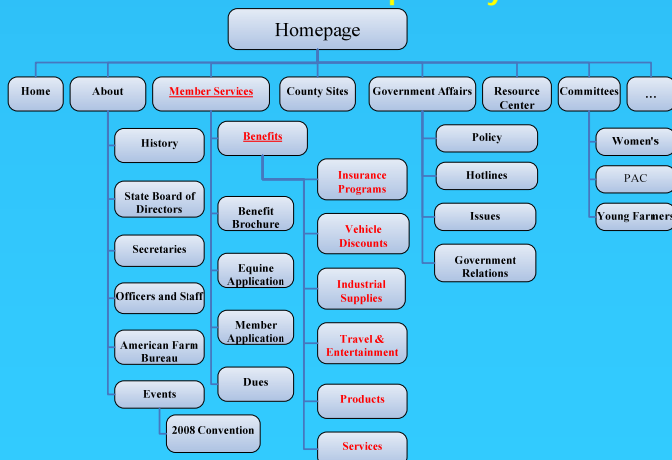 Homepage
Home
About
Member Services
County Sites
Government Affairs
Resource
Center
Committees
...
History
State Board of
Directors
Secretaries
Officers and Staff
American Farm
Bureau
Events
2008 Convention
Benefits
Benefit
Brochure
Equine
Application
Member
Application
Dues
Insurance
Programs
Vehicle
Discounts
Industrial
Supplies
Travel &
Entertainment
Products
Services
Policy
Hotlines
Issues
Government
Relations
Women's
PAC
Young Farmers